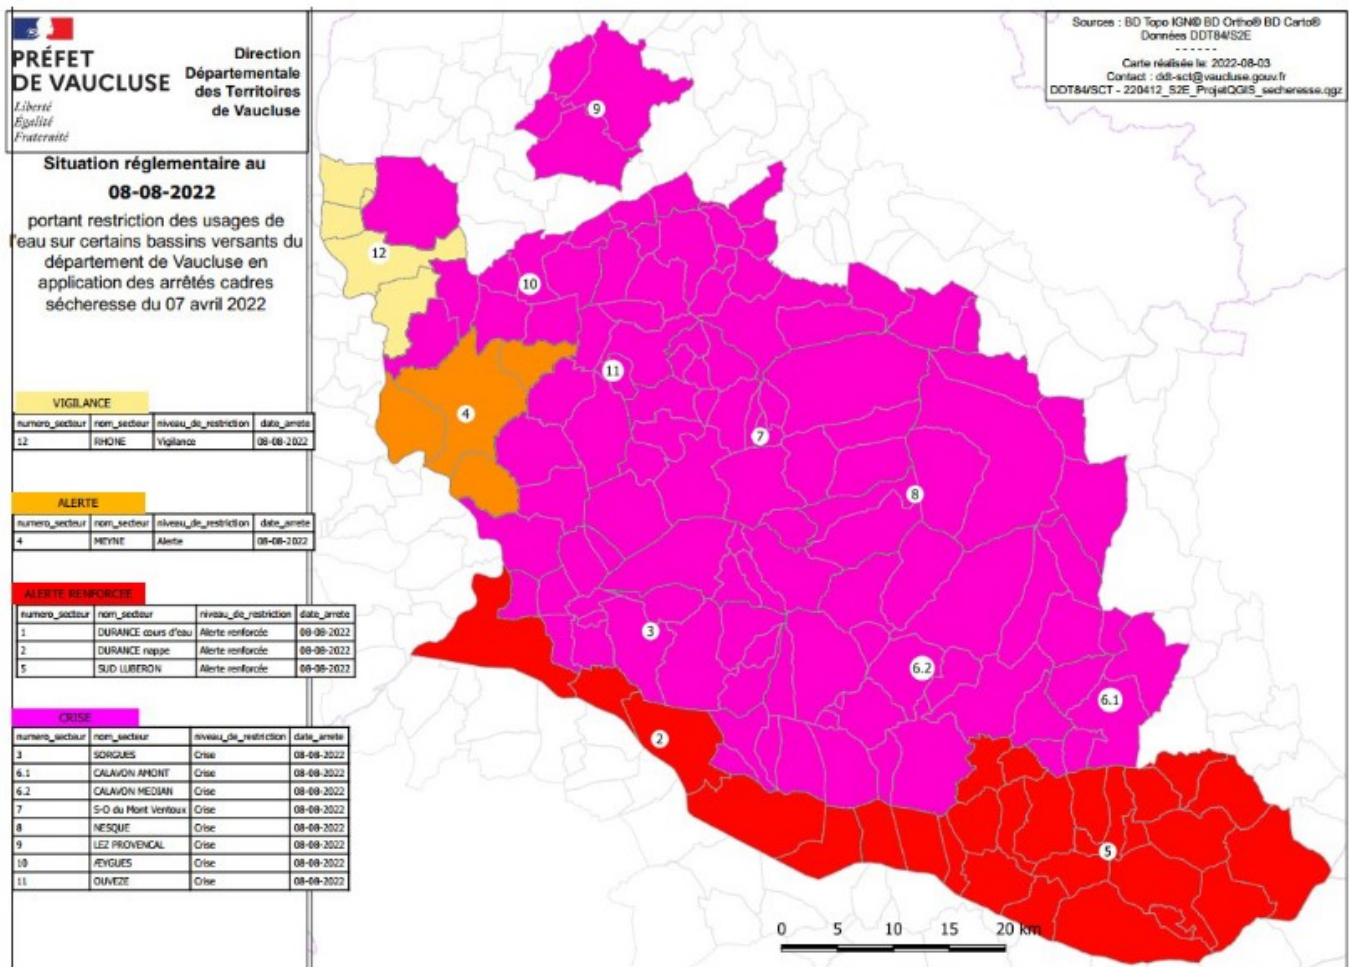 PRÉFET
DE VAUCLUSE
Liberté
Égalité
Fraternité
Direction
Départementale
des Territoires
de Vaucluse
Situation réglementaire au
08-08-2022
portant restriction des usages de
l'eau sur certains bassins versants du
département de Vaucluse en
application des arrêtés cadres
sécheresse du 07 avril 2022
VIGILANCE
numero_secteur nom_secteur niveau_de_restriction date_arrete
12 RHONE Vigilance 08-08-2022
ALERTE
numero_secteur nom_secteur niveau_de_restriction date_arrete
4 MEYNE Alerte 08-08-2022
ALERTE RENFORCEE
numero_secteur nom_secteur niveau_de_restriction date_arrete
1 DURANCE cours d'eau Alerte renforcée 08-08-2022
2 DURANCE nappe Alerte renforcée 08-08-2022
5 SUD LUBERON Alerte renforcée 08-08-2022
CRISE
numero_secteur nom_secteur niveau_de_restriction date_arrete
3 SORGUES Crise 08-08-2022
6.1 CALAVON AMONT Crise 08-08-2022
6.2 CALAVON MEDIAN Crise 08-08-2022
7 S-O du Mont Ventoux Crise 08-08-2022
8 NESQUE Crise 08-08-2022
9 LEZ PROVENCAL Crise 08-08-2022
10 ÆYGUES Crise 08-08-2022
11 OUVEZE Crise 08-08-2022
Sources : BD Topo IGN® BD Ortho® BD Carto®
Données DDT84/S2E
- - - - - -
Carte réalisée le: 2022-08-03
Contact : ddt-sct@vaucluse.gouv.fr
DDT84/SCT - 220412_S2E_ProjetQGIS_secheresse.qgz
9
12
10
11
4
7
8
3
6.2
6.1
2
5
0 5 10 15 20 km